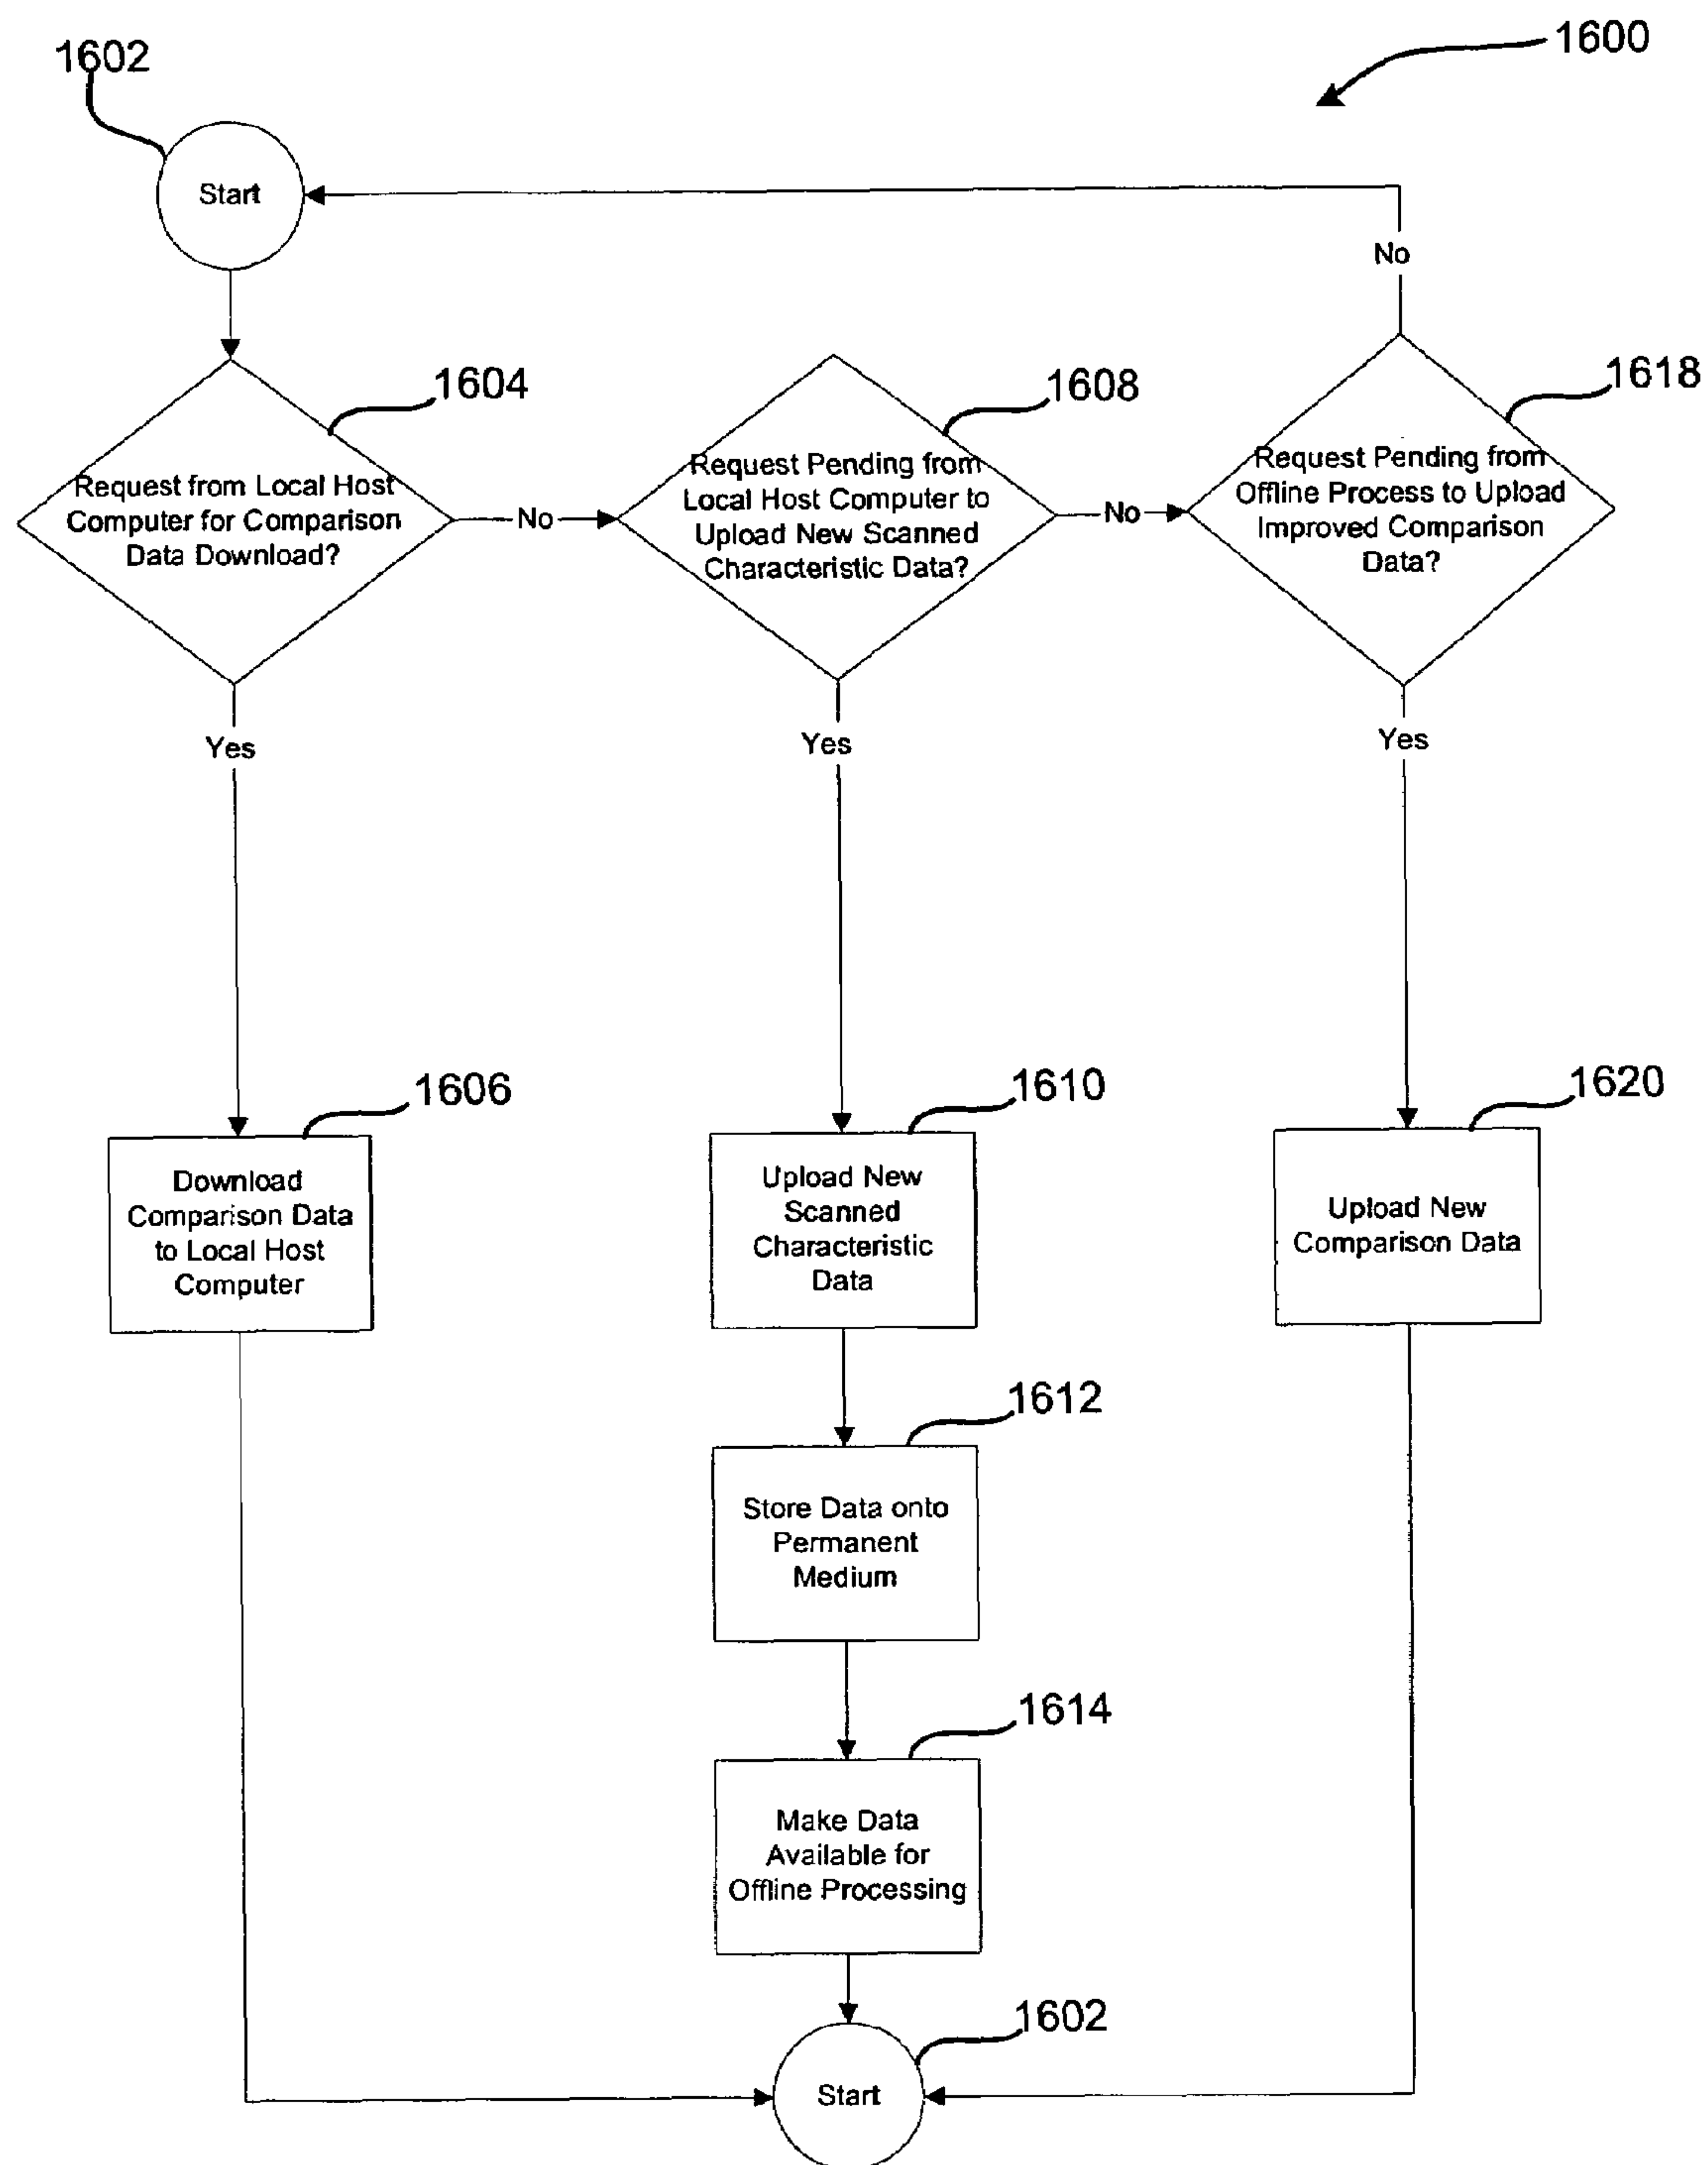 1602
1600
Start
No
1604
1608
1618
Request from Local Host
Computer for Comparison
Data Download?
No
Request Pending from
Local Host Computer to
Upload New Scanned
Characteristic Data?
No
Request Pending from
Offline Process to Upload
Improved Comparison
Data?
Yes
Yes
Yes
1606
1610
1620
Download
Comparison Data
to Local Host
Computer
Upload New
Scanned
Characteristic
Data
Upload New
Comparison Data
1612
Store Data onto
Permanent
Medium
1614
Make Data
Available for
Offline Processing
1602
Start